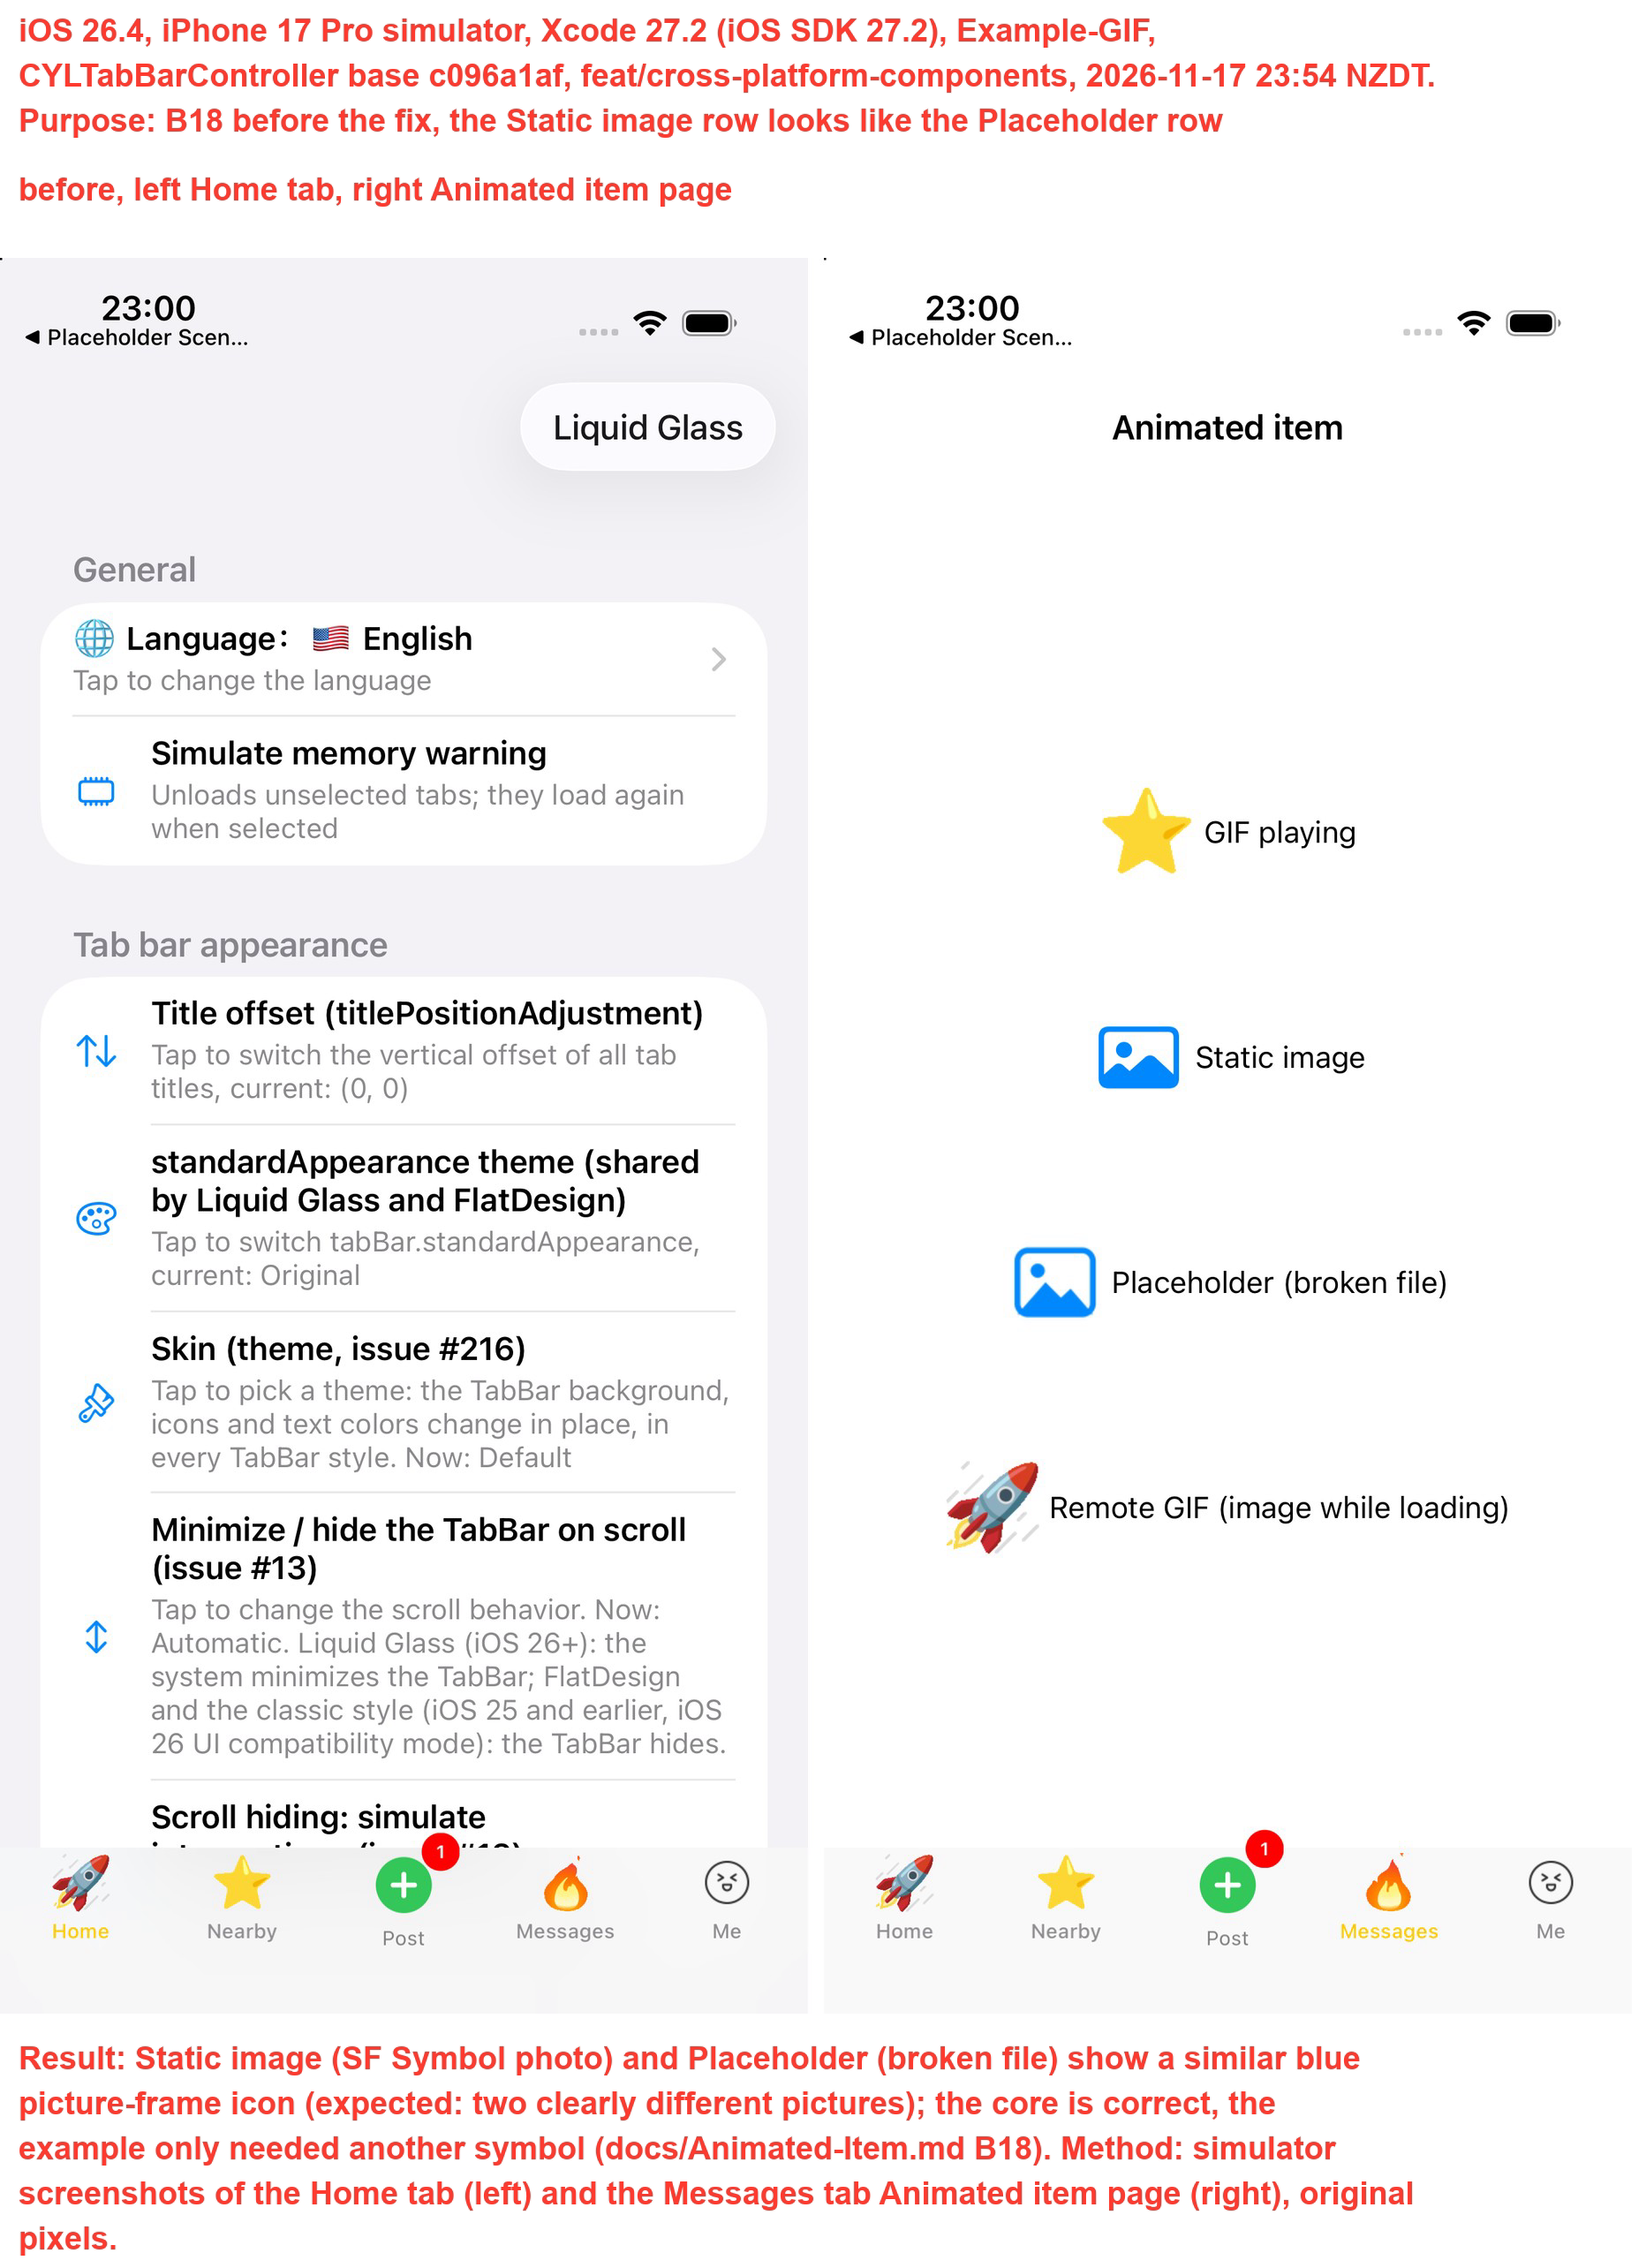 iOS 26.4, iPhone 17 Pro simulator, Xcode 27.2 (iOS SDK 27.2), Example-GIF,
CYLTabBarController base c096a1af, feat/cross-platform-components, 2026-11-17 23:54 NZDT.
Purpose: B18 before the fix, the Static image row looks like the Placeholder row
before, left Home tab, right Animated item page
23:00
◀ Placeholder Scen...
Liquid Glass
General
Language： 🇺🇸 English
Tap to change the language
Simulate memory warning
Unloads unselected tabs; they load again
when selected
Tab bar appearance
Title offset (titlePositionAdjustment)
Tap to switch the vertical offset of all tab
titles, current: (0, 0)
standardAppearance theme (shared
by Liquid Glass and FlatDesign)
Tap to switch tabBar.standardAppearance,
current: Original
Skin (theme, issue #216)
Tap to pick a theme: the TabBar background,
icons and text colors change in place, in
every TabBar style. Now: Default
Minimize / hide the TabBar on scroll
(issue #13)
Tap to change the scroll behavior. Now:
Automatic. Liquid Glass (iOS 26+): the
system minimizes the TabBar; FlatDesign
and the classic style (iOS 25 and earlier, iOS
26 UI compatibility mode): the TabBar hides.
Scroll hiding: simulate
1
Home
Nearby
Post
Messages
Me
23:00
◀ Placeholder Scen...
Animated item
GIF playing
Static image
Placeholder (broken file)
Remote GIF (image while loading)
1
Home
Nearby
Post
Messages
Me
Result: Static image (SF Symbol photo) and Placeholder (broken file) show a similar blue
picture-frame icon (expected: two clearly different pictures); the core is correct, the
example only needed another symbol (docs/Animated-Item.md B18). Method: simulator
screenshots of the Home tab (left) and the Messages tab Animated item page (right), original
pixels.